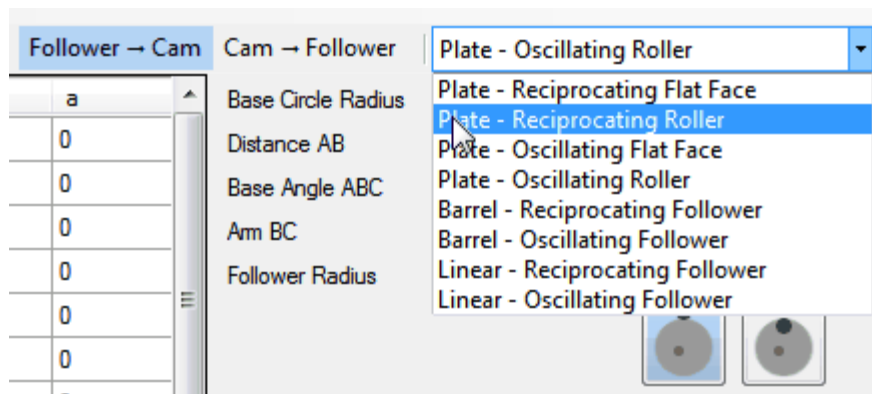 Follower → Cam Cam → Follower Plate - Oscillating Roller
a
0
0
0
0
0
0
Base Circle Radius
Distance AB
Base Angle ABC
Arm BC
Follower Radius
Plate - Reciprocating Flat Face
Plate - Reciprocating Roller
Plate - Oscillating Flat Face
Plate - Oscillating Roller
Barrel - Reciprocating Follower
Barrel - Oscillating Follower
Linear - Reciprocating Follower
Linear - Oscillating Follower